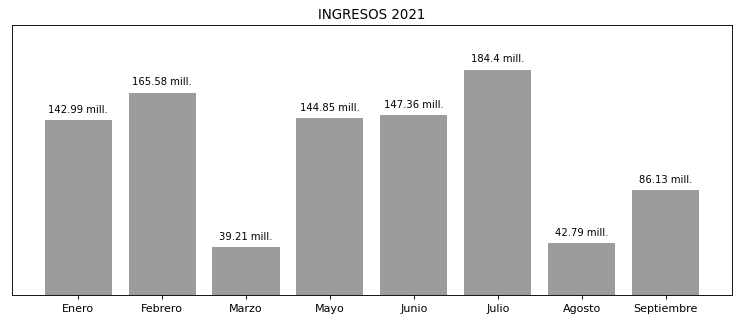 INGRESOS 2021
142.99 mill.
165.58 mill.
39.21 mill.
144.85 mill.
147.36 mill.
184.4 mill.
42.79 mill.
86.13 mill.
Enero Febrero Marzo Mayo Junio Julio Agosto Septiembre